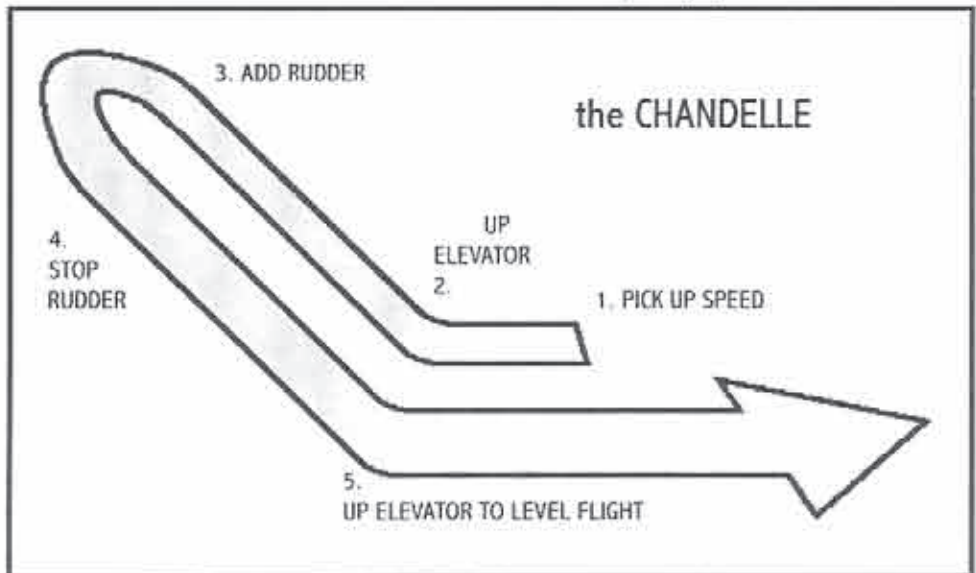 the CHANDELLE
1. PICK UP SPEED
UP
ELEVATOR
2.
3. ADD RUDDER
4.
STOP
RUDDER
5.
UP ELEVATOR TO LEVEL FLIGHT